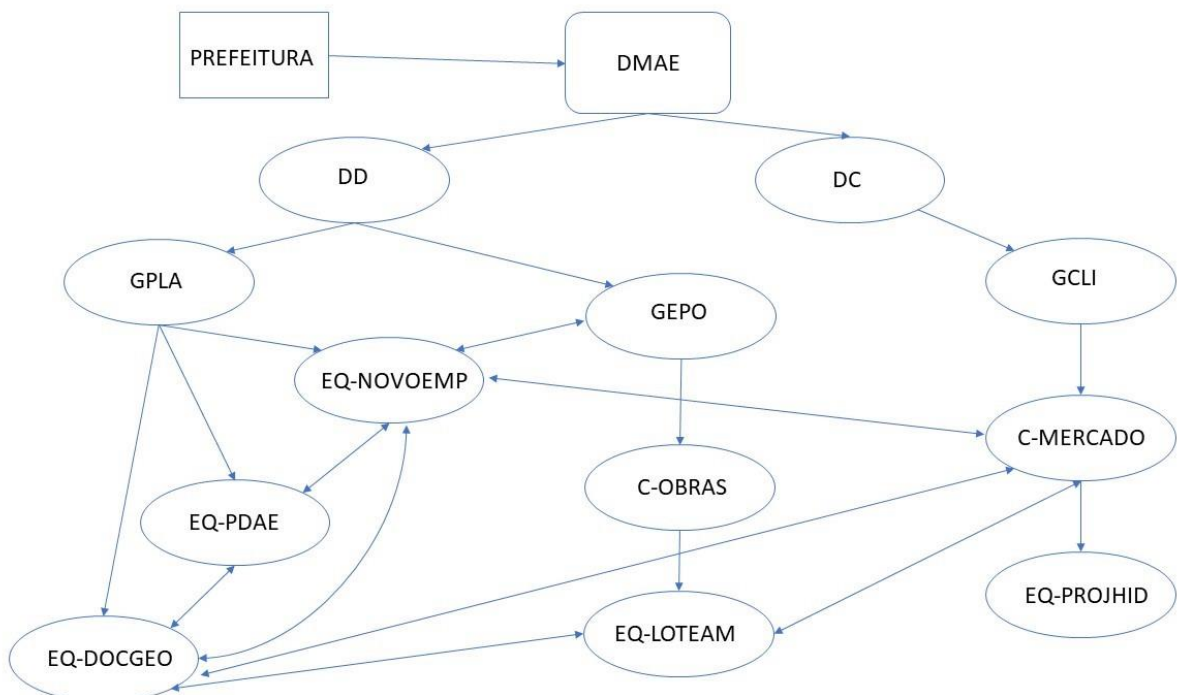 PREFEITURA
DMAE
DD
DC
GPLA
GEPO
GCLI
EQ-NOVOEMP
C-MERCADO
C-OBRAS
EQ-PDAE
EQ-PROJHID
EQ-LOTEAM
EQ-DOCGEO